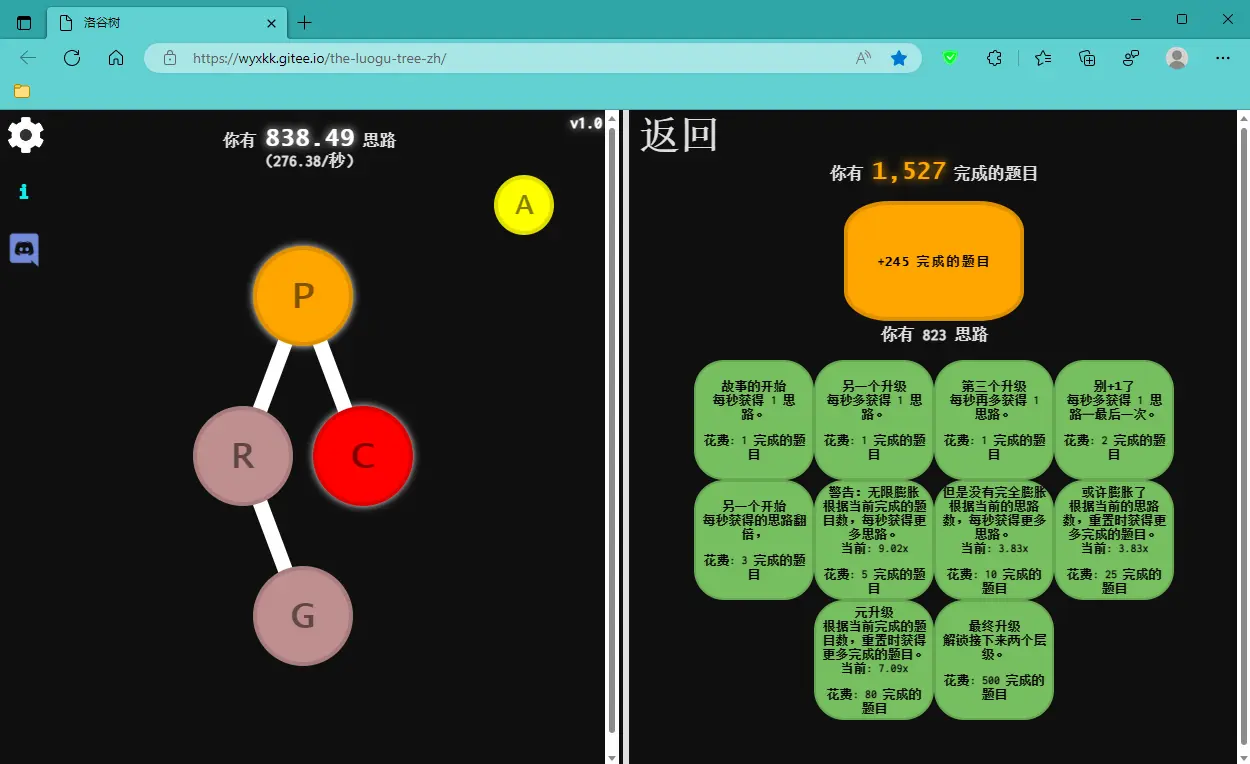 洛谷树
https://wyxkk.gitee.io/the-luogu-tree-zh/
v1.0
你有 838.49 思路
(276.38/秒)
i
A
P
R
C
G
返回
你有 1,527 完成的题目
+245 完成的题目
你有 823 思路
故事的开始
每秒获得 1 思
路。
花费: 1 完成的题
目
另一个升级
每秒多获得 1 思
路。
花费: 1 完成的题
目
第三个升级
每秒再多获得 1
思路。
花费: 1 完成的题
目
别+1了
每秒多获得 1 思
路—最后一次。
花费: 2 完成的题
目
另一个开始
每秒获得的思路翻
倍，
花费: 3 完成的题
目
警告: 无限膨胀
根据当前完成的题
目数，每秒获得更
多思路。
当前: 9.02x
花费: 5 完成的题
目
但是没有完全膨胀
根据当前的思路
数，每秒获得更多
思路。
当前: 3.83x
花费: 10 完成的
题目
或许膨胀了
根据当前的思路
数，重置时获得更
多完成的题目。
当前: 3.83x
花费: 25 完成的
题目
元升级
根据当前完成的题
目数，重置时获得
更多完成的题目。
当前: 7.09x
花费: 80 完成的
题目
最终升级
解锁接下来两个层
级。
花费: 500 完成的
题目